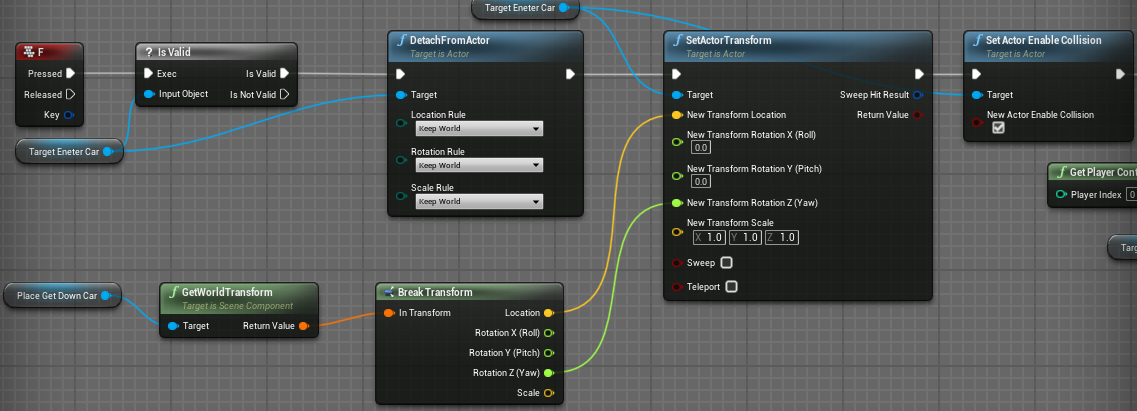 Target Eneter Car
F
Pressed
Released
Key
Target Eneter Car
? Is Valid
Exec
Is Valid
Input Object
Is Not Valid
f DetachFromActor
Target is Actor
Target
Location Rule
Keep World
Rotation Rule
Keep World
Scale Rule
Keep World
f SetActorTransform
Target is Actor
Target
Sweep Hit Result
New Transform Location
Return Value
New Transform Rotation X (Roll)
0.0
New Transform Rotation Y (Pitch)
0.0
New Transform Rotation Z (Yaw)
New Transform Scale
X 1.0 Y 1.0 Z 1.0
Sweep
Teleport
f Set Actor Enable Collision
Target is Actor
Target
New Actor Enable Collision
f Get Player Cont
Player Index 0
Targ
Place Get Down Car
f GetWorldTransform
Target is Scene Component
Target
Return Value
Break Transform
In Transform
Location
Rotation X (Roll)
Rotation Y (Pitch)
Rotation Z (Yaw)
Scale